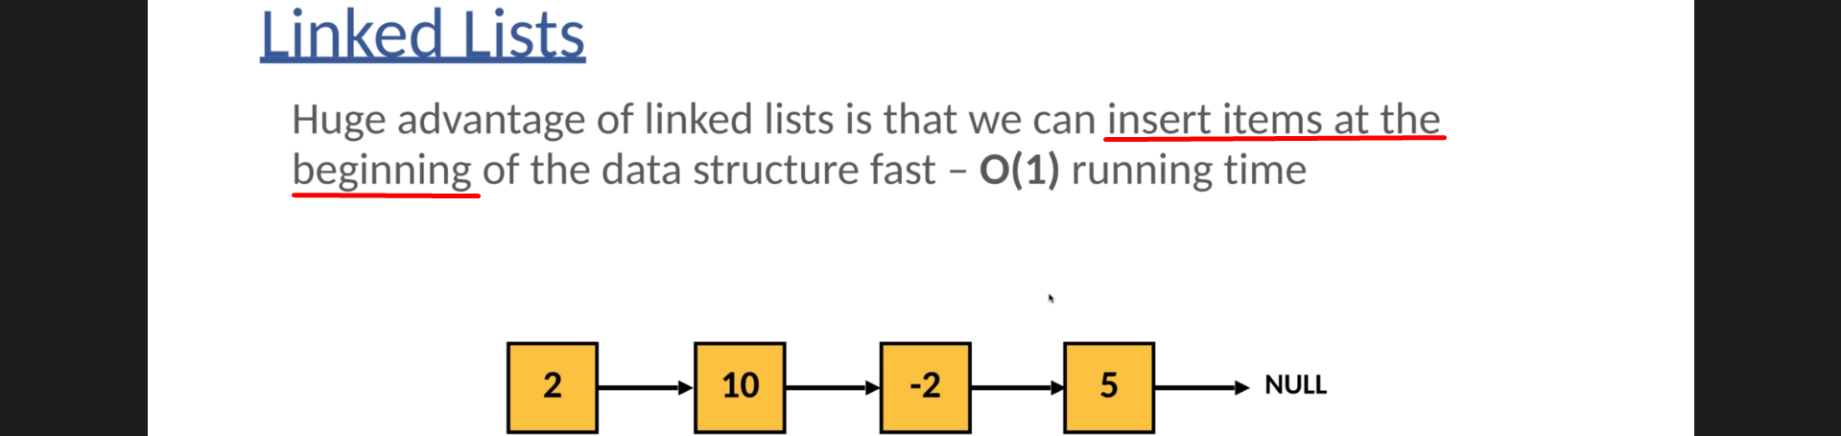 Linked Lists
Huge advantage of linked lists is that we can insert items at the
beginning of the data structure fast – O(1) running time
2 10 -2 5 NULL